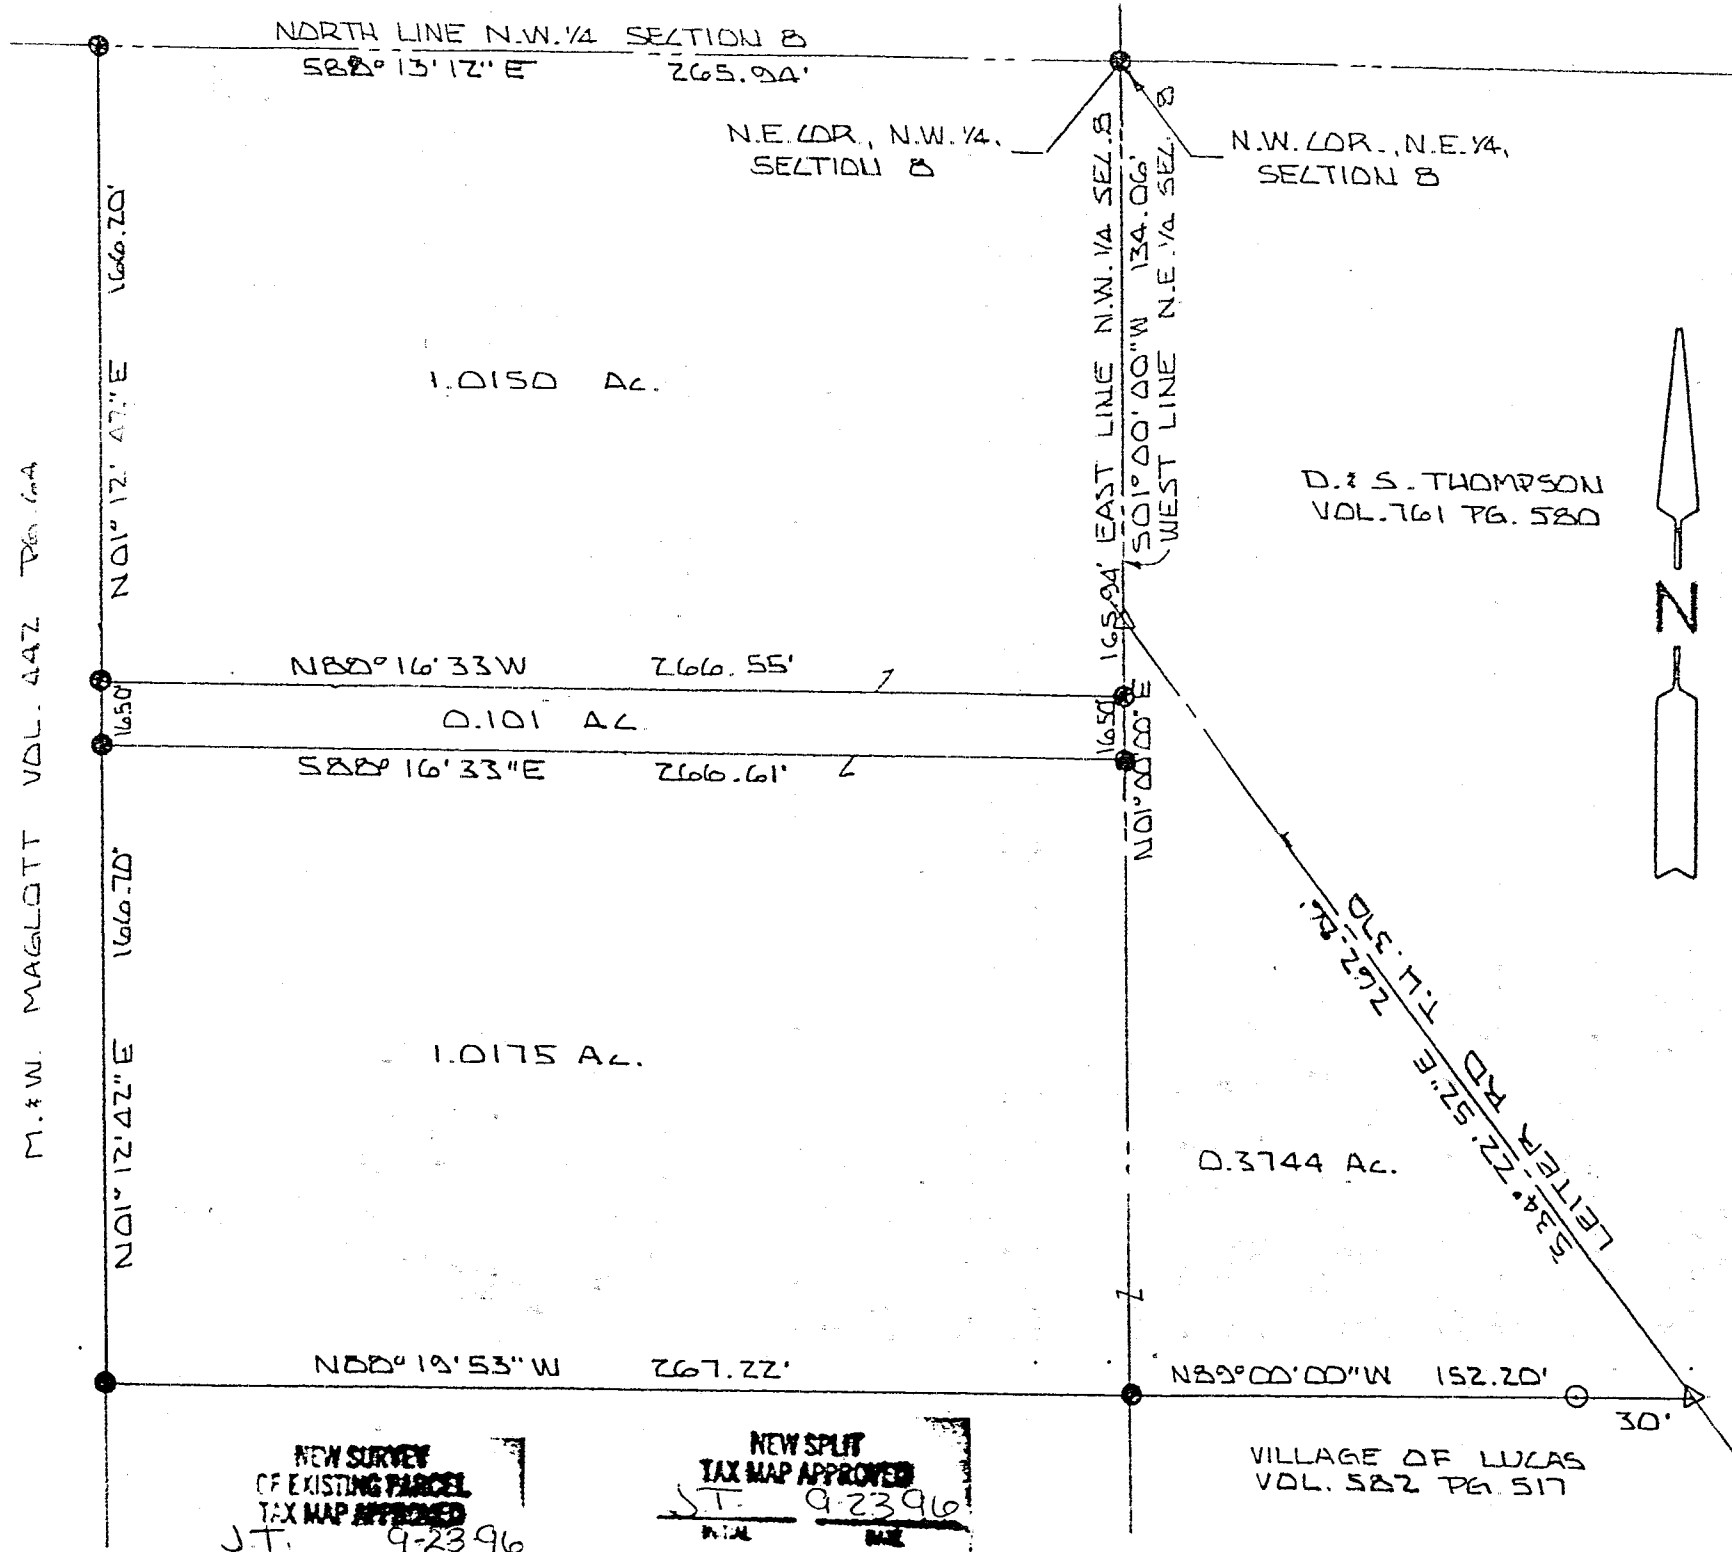 NORTH LINE N.W. 1/4 SECTION 8
S88° 13' 12" E 265.94'
N.E. COR., N.W. 1/4,
SECTION 8
N.W. COR., N.E. 1/4,
SECTION 8
166.20'
N01° 12' 47" E
1.0150 Ac.
EAST LINE N.W. 1/4 SEC. 8
165.94'
S01° 00' 00" W 134.06'
WEST LINE N.E. 1/4 SEC. 8
D. & S. THOMPSON
VOL. 761 PG. 580
N
M. & W. MAGLOTT VOL. 442 PG. 64
N88° 16' 33 W 266.55'
16.50'
0.101 AC
16.50'
S88° 16' 33" E 266.61'
N01° 00' 00" E
166.70'
N01° 12' 42" E
1.0175 Ac.
T.H. 370
LEITER RD
S34° 22' 52" E
0.3744 Ac.
N88° 19' 53" W 267.22'
N89° 00' 00" W 152.20'
30'
VILLAGE OF LUCAS
VOL. 582 PG. 517
NEW SURVEY
OF EXISTING PARCEL
TAX MAP APPROVED
J.T. 9-23-96
NEW SPLIT
TAX MAP APPROVED
J.T. 9-23 96
INITIAL DATE